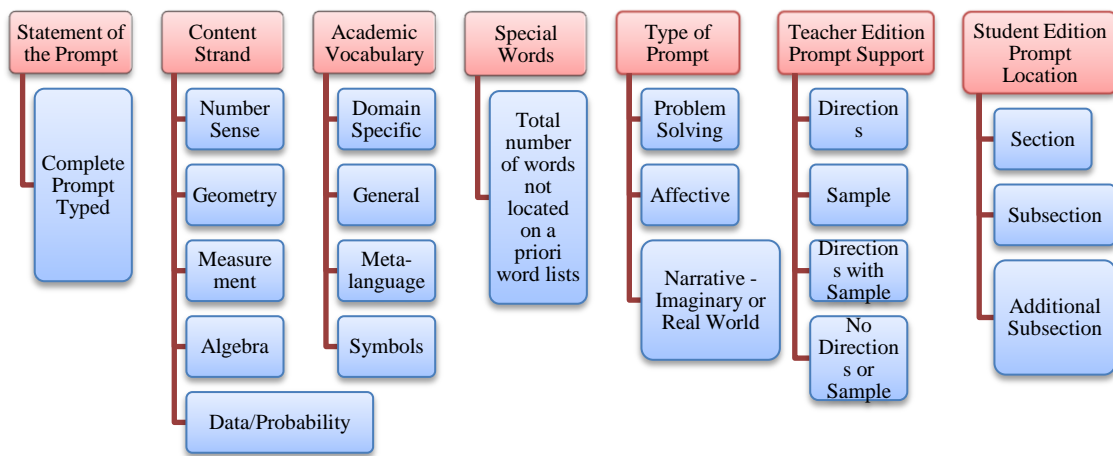 Statement of
the Prompt
Complete
Prompt
Typed
Content
Strand
Number
Sense
Geometry
Measure
ment
Algebra
Data/Probability
Academic
Vocabulary
Domain
Specific
General
Meta-
language
Symbols
Special
Words
Total
number
of words
not
located
on a
priori
word lists
Type of
Prompt
Problem
Solving
Affective
Narrative -
Imaginary or
Real World
Teacher Edition
Prompt Support
Direction
s
Sample
Direction
s with
Sample
No
Direction
s or
Sample
Student Edition
Prompt
Location
Section
Subsection
Additional
Subsection